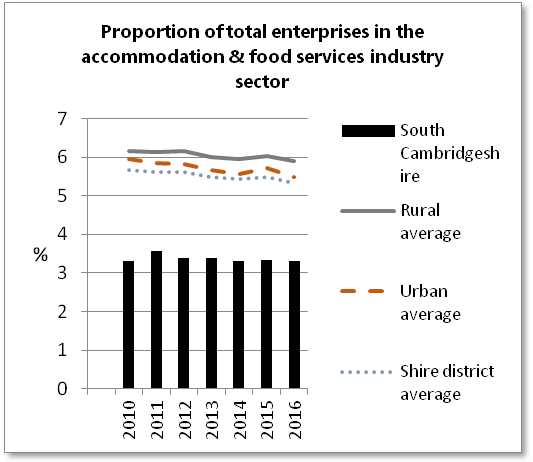 Proportion of total enterprises in the
accommodation & food services industry
sector
7
6
5
4
3
2
1
0
%
2010
2011
2012
2013
2014
2015
2016
South
Cambridgesh
ire
Rural
average
Urban
average
Shire district
average